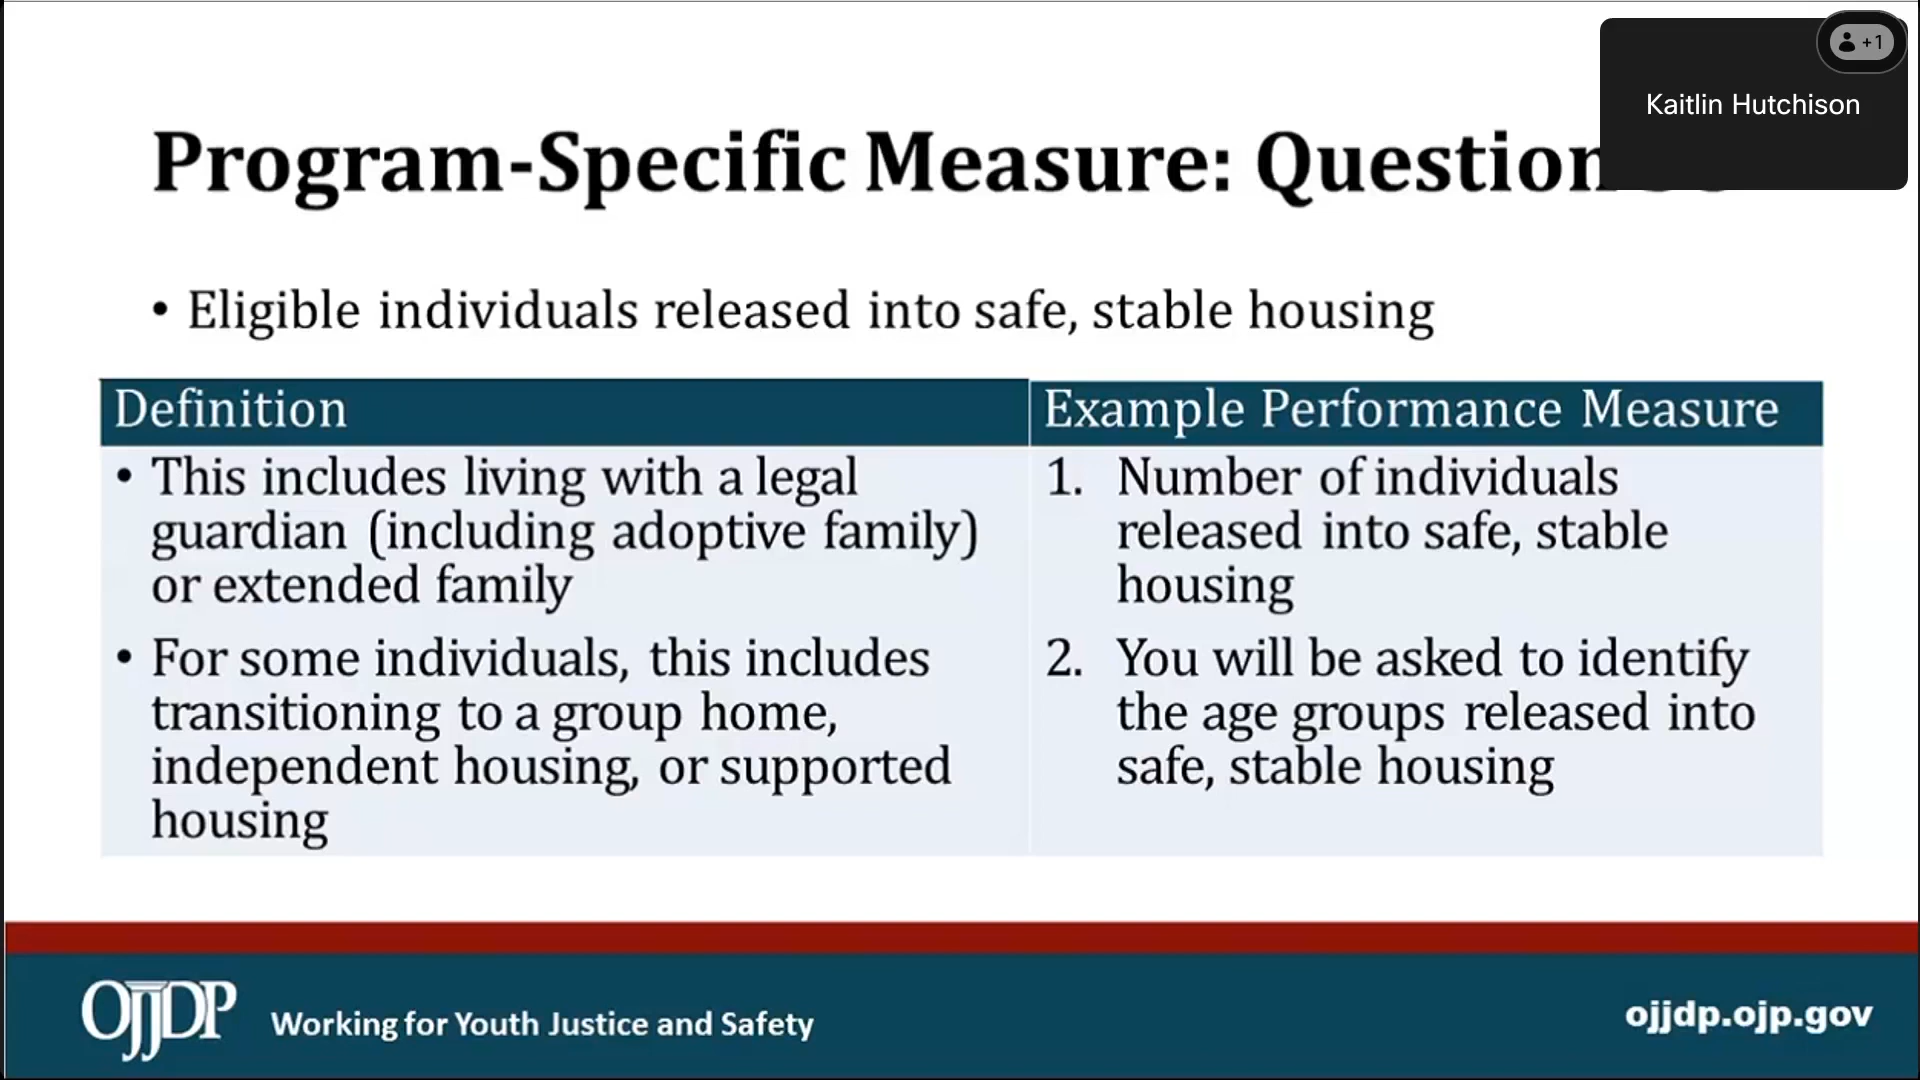 +1
Kaitlin Hutchison
Program-Specific Measure: Question
• Eligible individuals released into safe, stable housing
Definition
Example Performance Measure
• This includes living with a legal
guardian (including adoptive family)
or extended family
• For some individuals, this includes
transitioning to a group home,
independent housing, or supported
housing
1. Number of individuals
released into safe, stable
housing
2. You will be asked to identify
the age groups released into
safe, stable housing
OJJDP
Working for Youth Justice and Safety
ojjdp.ojp.gov